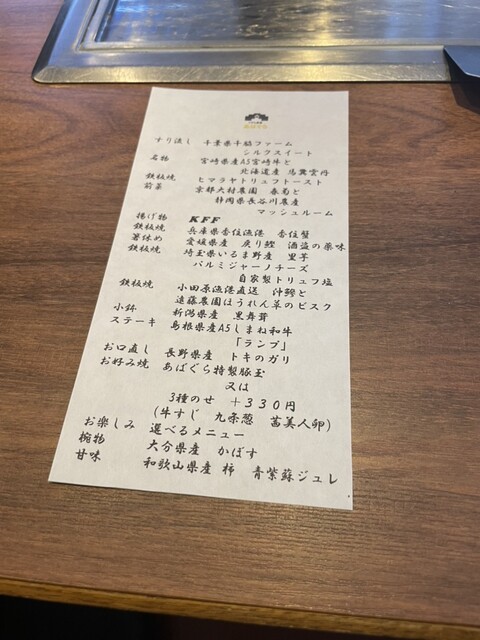 すり流し 千葉県千脇ファーム
シルクスイート
名物 宮崎県産A5宮崎牛と
北海道産 馬糞雲丹
鉄板焼 ヒマラヤトリュフトースト
前菜 京都大村農園 春菊と
静岡県長谷川農産
マッシュルーム
揚げ物 KFF
鉄板焼 兵庫県香住漁港 香住蟹
箸休め 愛媛県産 炙り鰹 酒盗の薬味
鉄板焼 埼玉県いるま野産 里芋
パルミジャーノチーズ
自家製トリュフ塩
鉄板焼 小田原漁港直送 沖鰺と
遠藤農園ほうれん草のビスク
小鉢 新潟県産 黒舞茸
ステーキ 島根県産A5しまね和牛
「ランプ」
お口直し 長野県産 トキのガリ
お好み焼 あばぐら特製豚玉
又は
3種のせ +330円
(牛すじ 九条葱 茜美人卵)
お楽しみ 選べるメニュー
椀物 大分県産 かぼす
甘味 和歌山県産 柿 青紫蘇ジュレ